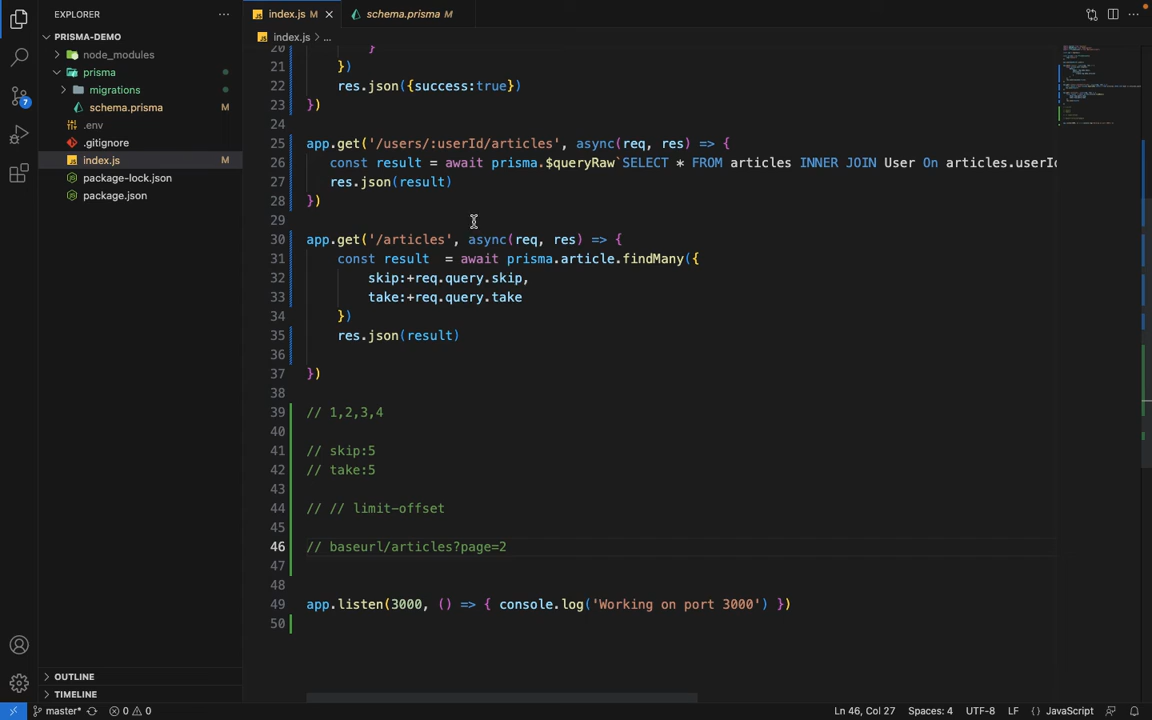 EXPLORER
PRISMA-DEMO
node_modules
prisma
migrations
schema.prisma M
.env
.gitignore
index.js M
package-lock.json
package.json
OUTLINE
TIMELINE
7
index.js M
schema.prisma M
index.js > ...
20 }
21 })
22 res.json({success:true})
23 })
24
25 app.get('/users/:userId/articles', async(req, res) => {
26 const result = await prisma.$queryRaw`SELECT * FROM articles INNER JOIN User On articles.userId
27 res.json(result)
28 })
29
30 app.get('/articles', async(req, res) => {
31 const result = await prisma.article.findMany({
32 skip:+req.query.skip,
33 take:+req.query.take
34 })
35 res.json(result)
36
37 })
38
39 // 1,2,3,4
40
41 // skip:5
42 // take:5
43
44 // // limit-offset
45
46 // baseurl/articles?page=2
47
48
49 app.listen(3000, () => { console.log('Working on port 3000') })
50
master* 0 0 Ln 46, Col 27 Spaces: 4 UTF-8 LF {} JavaScript